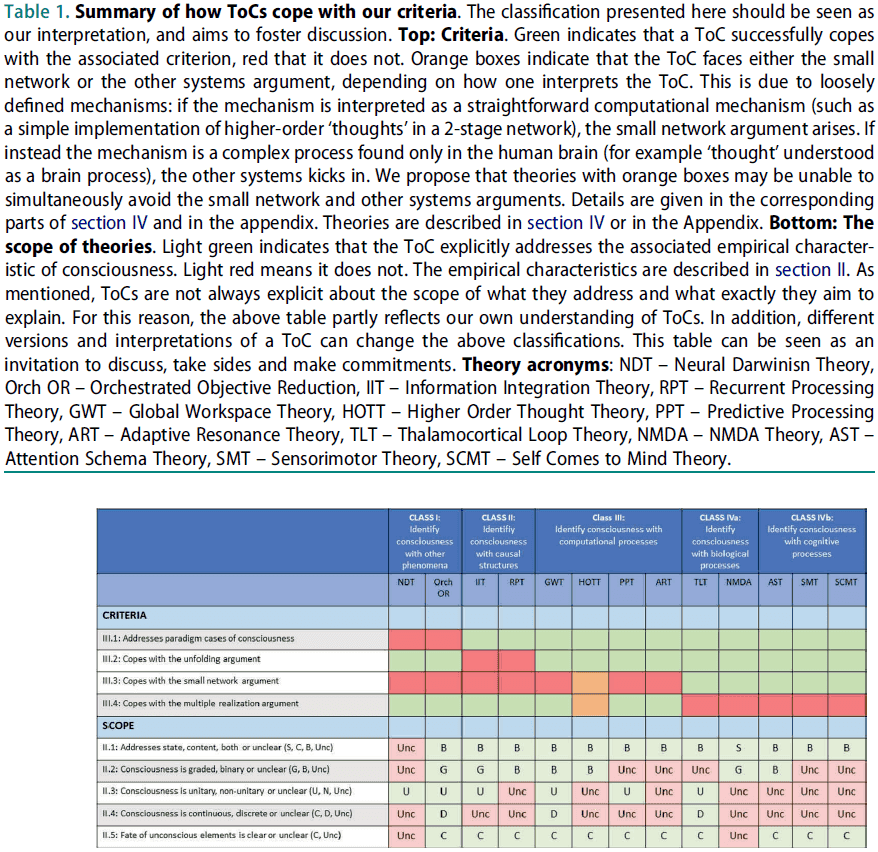 Table 1. Summary of how ToCs cope with our criteria. The classification presented here should be seen as
our interpretation, and aims to foster discussion. Top: Criteria. Green indicates that a ToC successfully copes
with the associated criterion, red that it does not. Orange boxes indicate that the ToC faces either the small
network or the other systems argument, depending on how one interprets the ToC. This is due to loosely
defined mechanisms: if the mechanism is interpreted as a straightforward computational mechanism (such as
a simple implementation of higher-order ‘thoughts’ in a 2-stage network), the small network argument arises. If
instead the mechanism is a complex process found only in the human brain (for example ‘thought’ understood
as a brain process), the other systems kicks in. We propose that theories with orange boxes may be unable to
simultaneously avoid the small network and other systems arguments. Details are given in the corresponding
parts of section IV and in the appendix. Theories are described in section IV or in the Appendix. Bottom: The
scope of theories. Light green indicates that the ToC explicitly addresses the associated empirical character-
istic of consciousness. Light red means it does not. The empirical characteristics are described in section II. As
mentioned, ToCs are not always explicit about the scope of what they address and what exactly they aim to
explain. For this reason, the above table partly reflects our own understanding of ToCs. In addition, different
versions and interpretations of a ToC can change the above classifications. This table can be seen as an
invitation to discuss, take sides and make commitments. Theory acronyms: NDT – Neural Darwinisn Theory,
Orch OR – Orchestrated Objective Reduction, IIT – Information Integration Theory, RPT – Recurrent Processing
Theory, GWT – Global Workspace Theory, HOTT – Higher Order Thought Theory, PPT – Predictive Processing
Theory, ART – Adaptive Resonance Theory, TLT – Thalamocortical Loop Theory, NMDA – NMDA Theory, AST –
Attention Schema Theory, SMT – Sensorimotor Theory, SCMT – Self Comes to Mind Theory.
CLASS I: CLASS II: Class III: CLASS IVa: CLASS IVb:
Identify Identifiy Identify consciousness with Identify Identify consciousness
consciousness consciousness computational processes consciousness with cognitive
with other with causal with biological processes
phenomena structures processes
NDT Orch OR IIT RPT GWT HOTT PPT ART TLT NMDA AST SMT SCMT
CRITERIA
III.1: Addresses paradigm cases of consciousness
III.2: Copes with the unfolding argument
III.3: Copes with the small network argument
III.4: Copes with the multiple realization argument
SCOPE
II.1: Addresses state, content, both or unclear (S, C, B, Unc) Unc B B B B B B B B S B B B
II.2: Consciousness is graded, binary or unclear (G, B, Unc) Unc G G B B B Unc Unc Unc G B Unc Unc
II.3: Consciousness is unitary, non-unitary or unclear (U, N, Unc) U U U Unc U Unc U Unc U Unc Unc Unc Unc
II.4: Consciousness is continuous, discrete or unclear (C, D, Unc) Unc D Unc Unc D Unc Unc Unc D Unc Unc Unc Unc
II.5: Fate of unconscious elements is clear or unclear (C, Unc) Unc C C C C C C C C Unc C C C